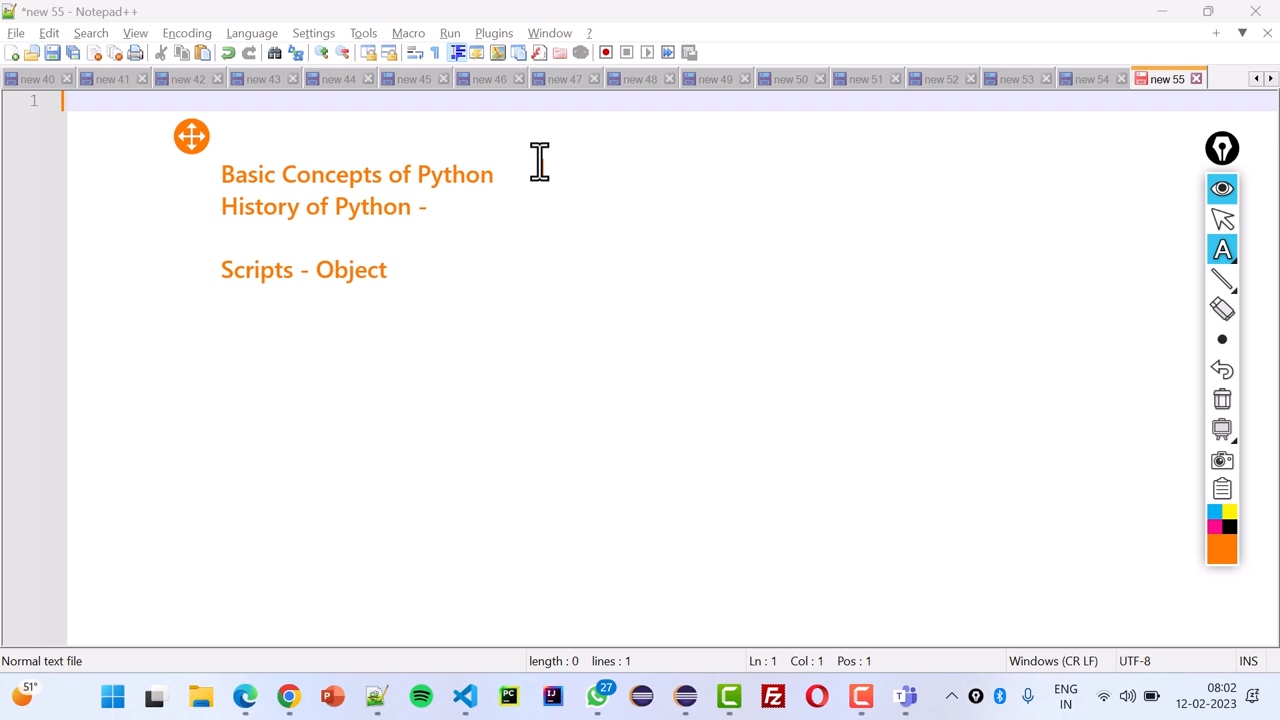 *new 55 - Notepad++
File Edit Search View Encoding Language Settings Tools Macro Run Plugins Window ?
new 40 new 41 new 42 new 43 new 44 new 45 new 46 new 47 new 48 new 49 new 50 new 51 new 52 new 53 new 54 new 55
1
Basic Concepts of Python
History of Python -
Scripts - Object
Normal text file length : 0 lines : 1 Ln : 1 Col : 1 Pos : 1 Windows (CR LF) UTF-8 INS
51°
27
ENG
IN
08:02
12-02-2023